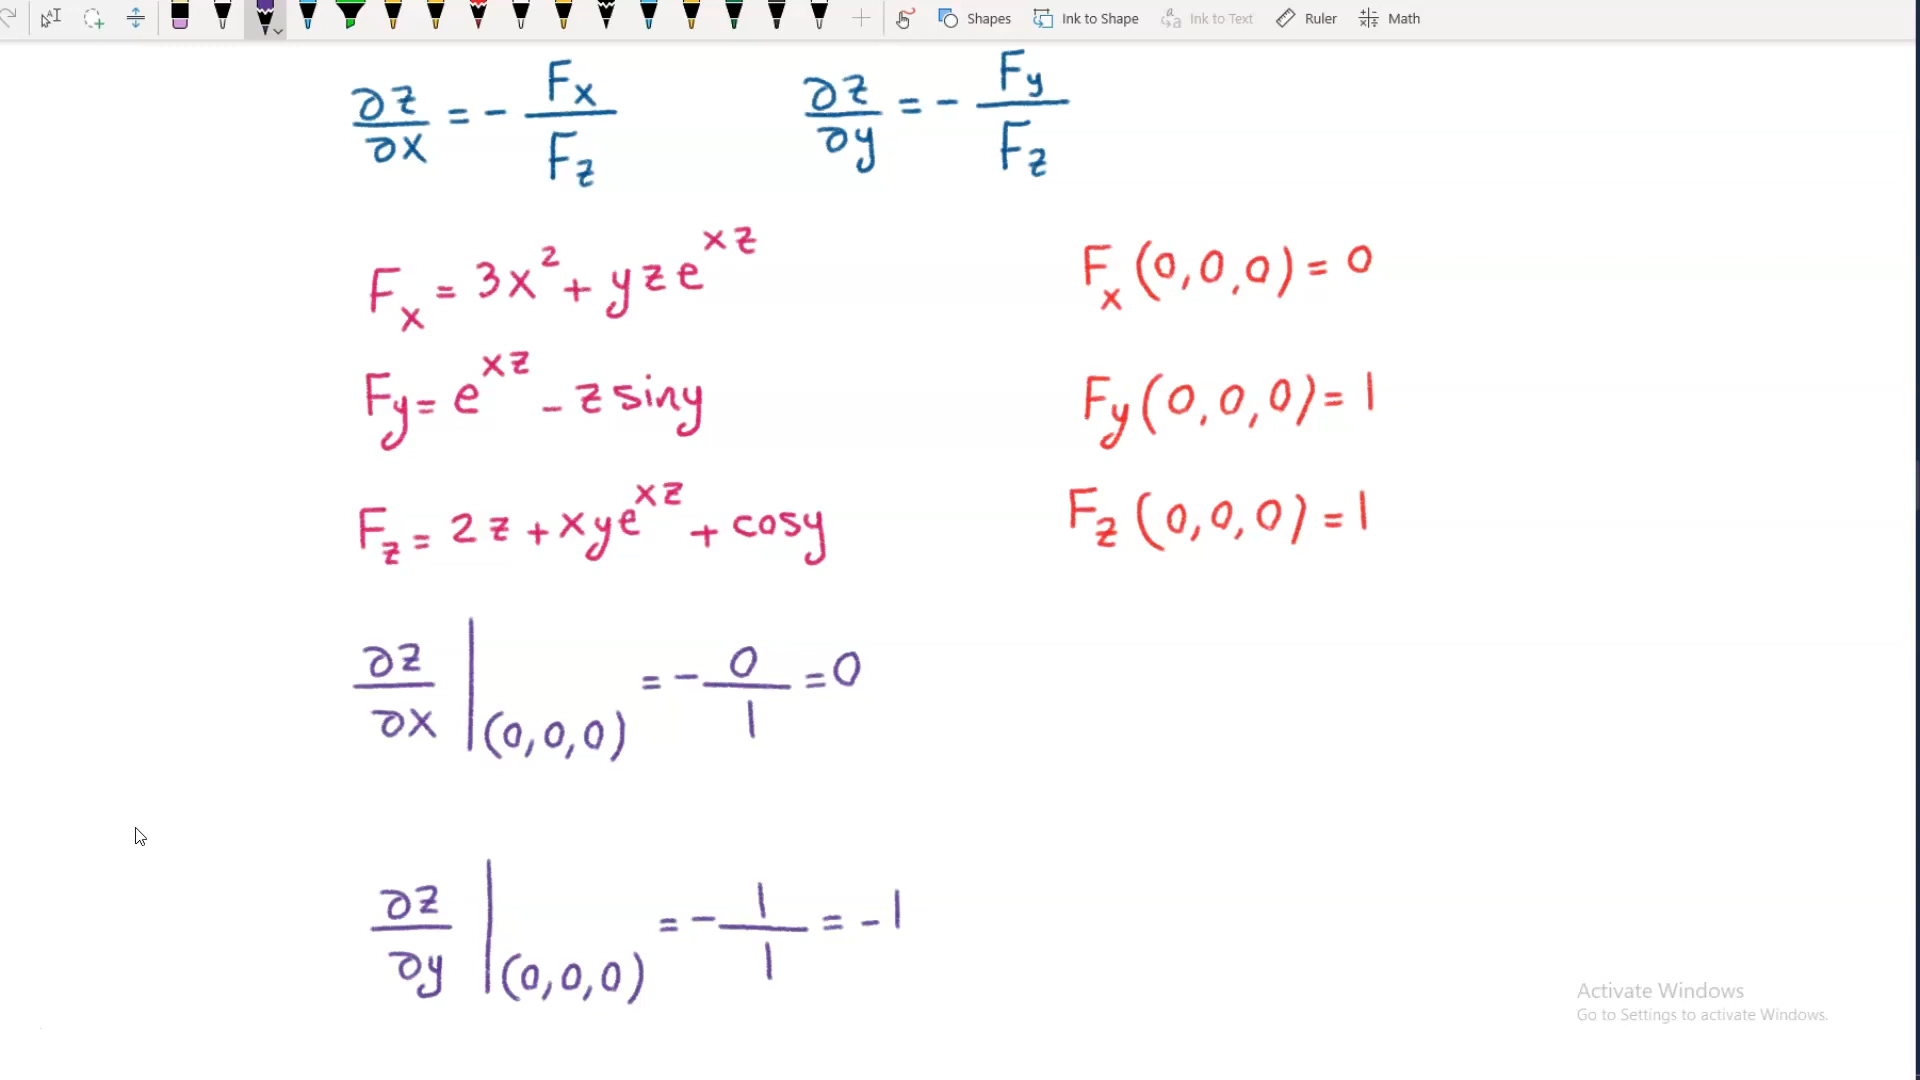 Shapes Ink to Shape Ink to Text Ruler Math
∂z/∂x = - Fx/Fz ∂z/∂y = - Fy/Fz
Fx = 3x² + yze^xz Fx(0,0,0) = 0
Fy = e^xz - z siny Fy(0,0,0) = 1
Fz = 2z + xye^xz + cosy Fz(0,0,0) = 1
∂z/∂x |(0,0,0) = - 0/1 = 0
∂z/∂y |(0,0,0) = - 1/1 = -1
Activate Windows
Go to Settings to activate Windows.